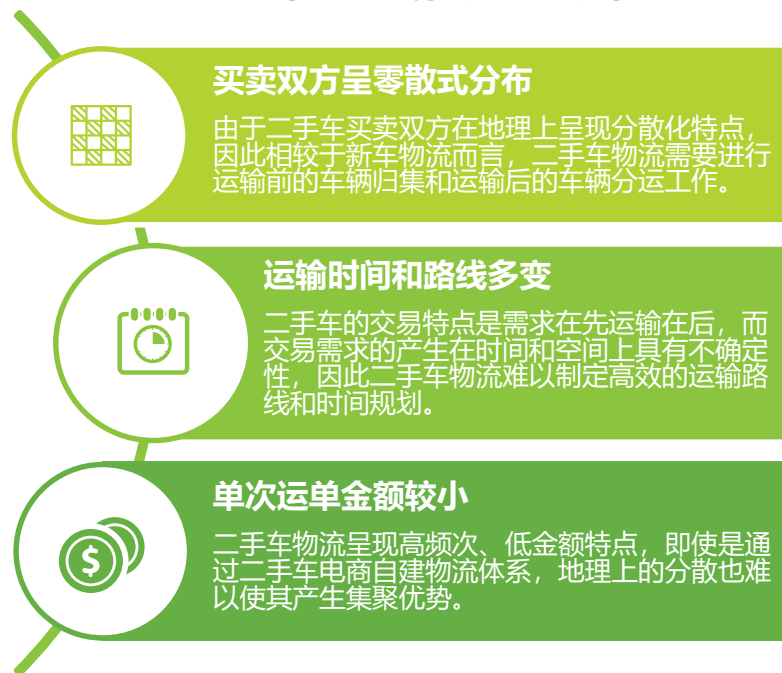 买卖双方呈零散式分布
由于二手车买卖双方在地理上呈现分散化特点，
因此相较于新车物流而言，二手车物流需要进行
运输前的车辆归集和运输后的车辆分运工作。
运输时间和路线多变
二手车的交易特点是需求在先运输在后，而
交易需求的产生在时间和空间上具有不确定
性，因此二手车物流难以制定高效的运输路
线和时间规划。
单次运单金额较小
$
二手车物流呈现高频次、低金额特点，即使是通
过二手车电商自建物流体系，地理上的分散也难
以使其产生集聚优势。